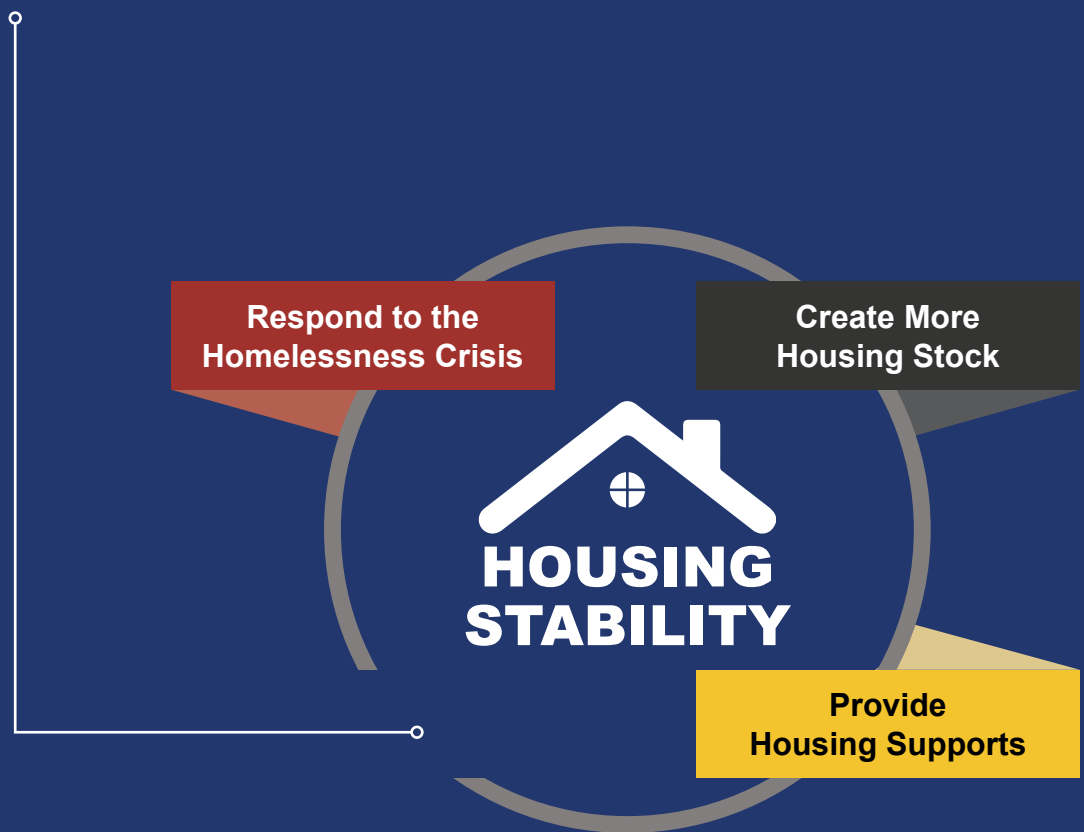 Respond to the
Homelessness Crisis
Create More
Housing Stock
HOUSING
STABILITY
Provide
Housing Supports